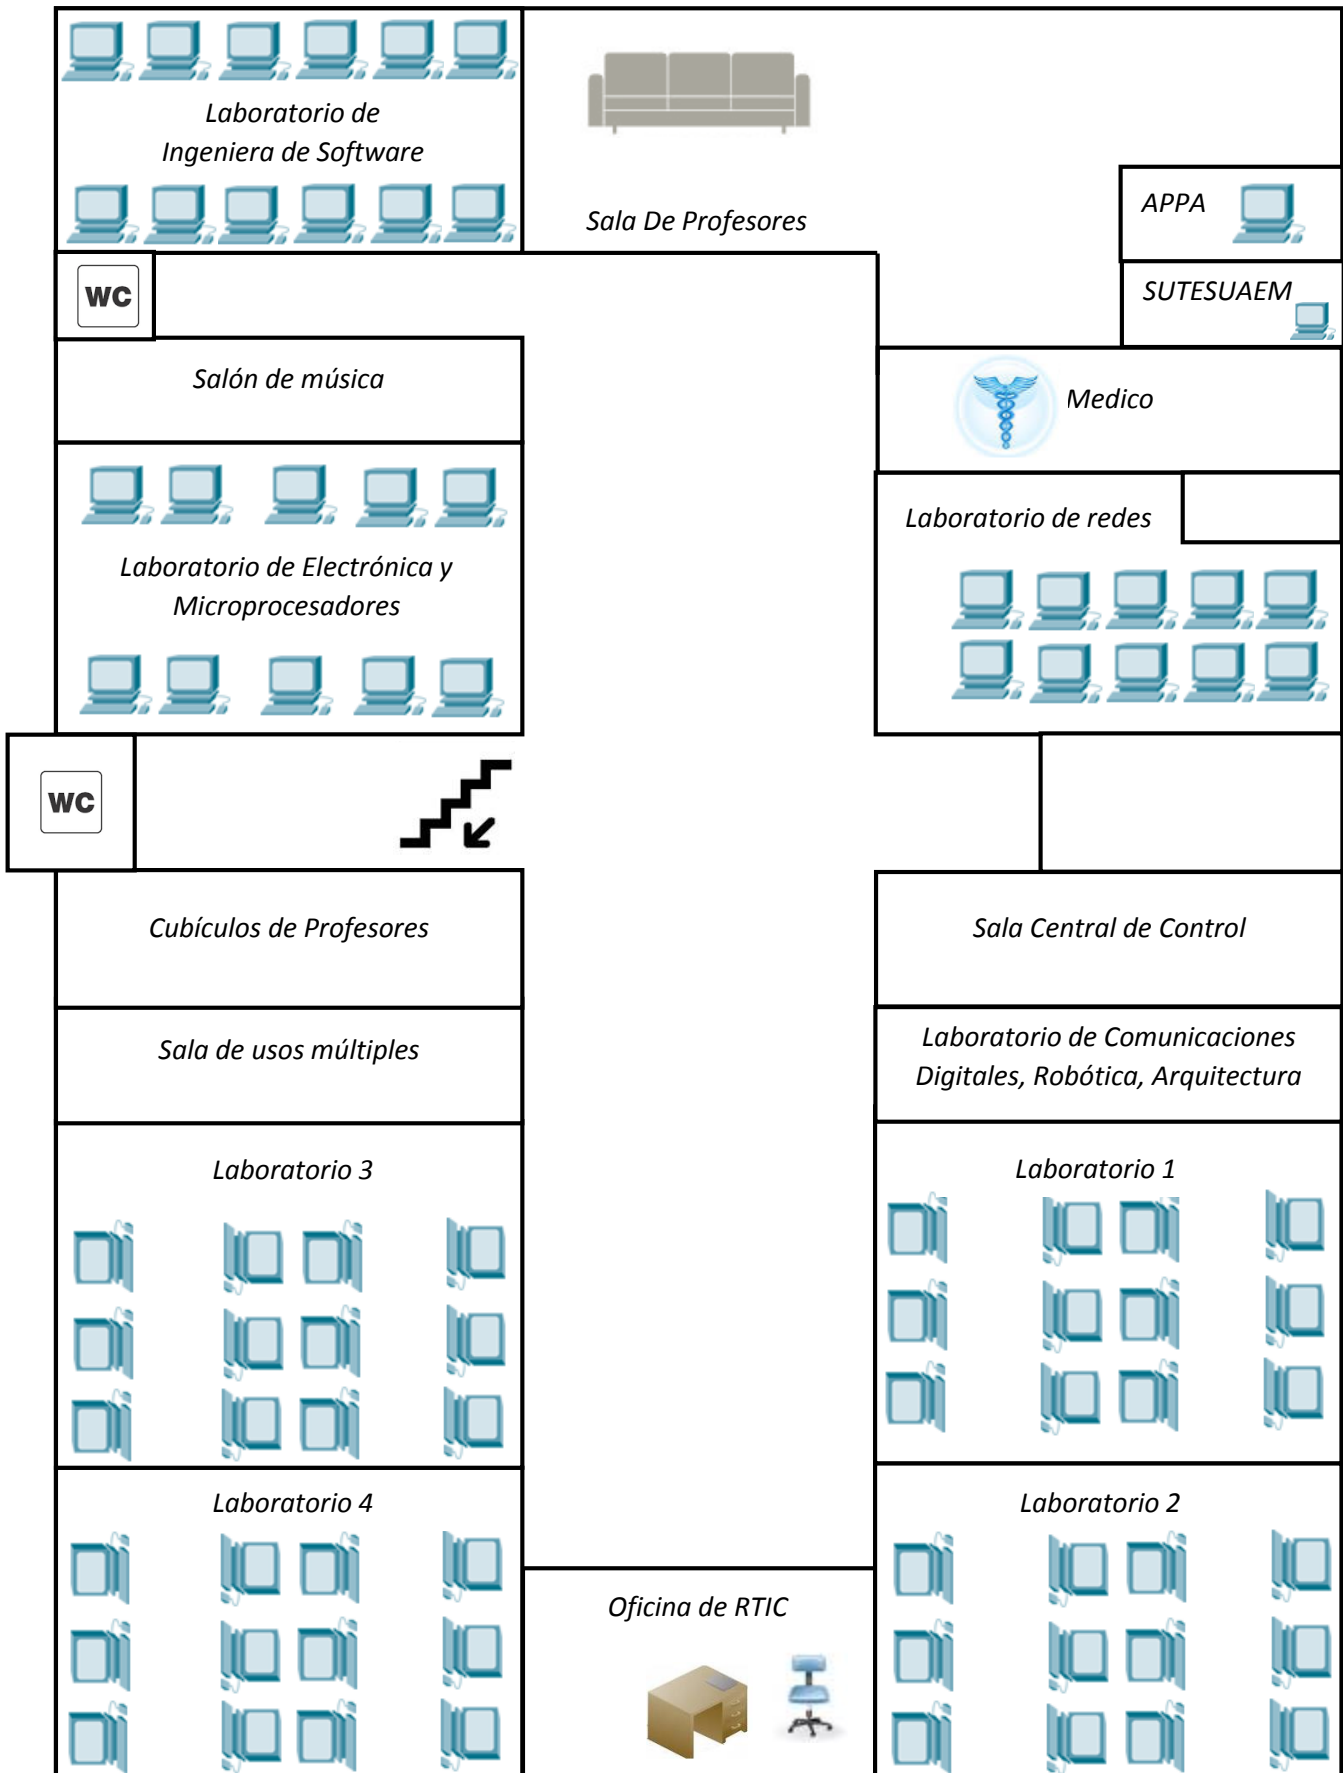 Laboratorio de
Ingeniera de Software
Sala De Profesores
APPA
SUTESUAEM
WC
Salón de música
Medico
Laboratorio de redes
Laboratorio de Electrónica y
Microprocesadores
WC
Cubículos de Profesores
Sala Central de Control
Sala de usos múltiples
Laboratorio de Comunicaciones
Digitales, Robótica, Arquitectura
Laboratorio 3
Laboratorio 1
Laboratorio 4
Laboratorio 2
Oficina de RTIC